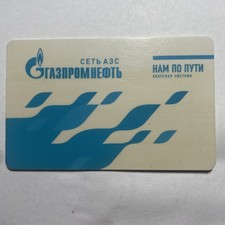 СЕТЬ АЗС
ГАЗПРОМНЕФТЬ
НАМ ПО ПУТИ
БОНУСНАЯ СИСТЕМА